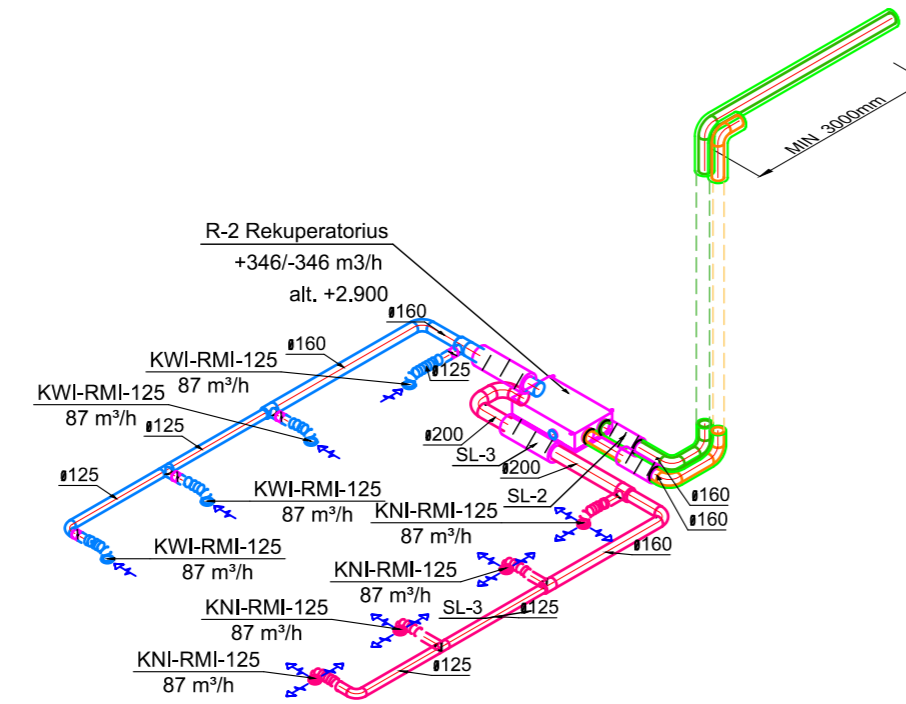 MIN 3000mm
R-2 Rekuperatorius
+346/-346 m3/h
alt. +2.900
ø160
ø160
KWI-RMI-125
87 m³/h
ø125
KWI-RMI-125
87 m³/h
ø125
ø200
SL-3
ø200
ø125
KWI-RMI-125
87 m³/h
SL-2
ø160
KNI-RMI-125
87 m³/h
ø160
KWI-RMI-125
87 m³/h
ø160
KNI-RMI-125
87 m³/h
KNI-RMI-125
87 m³/h
SL-3
ø125
KNI-RMI-125
87 m³/h
ø125